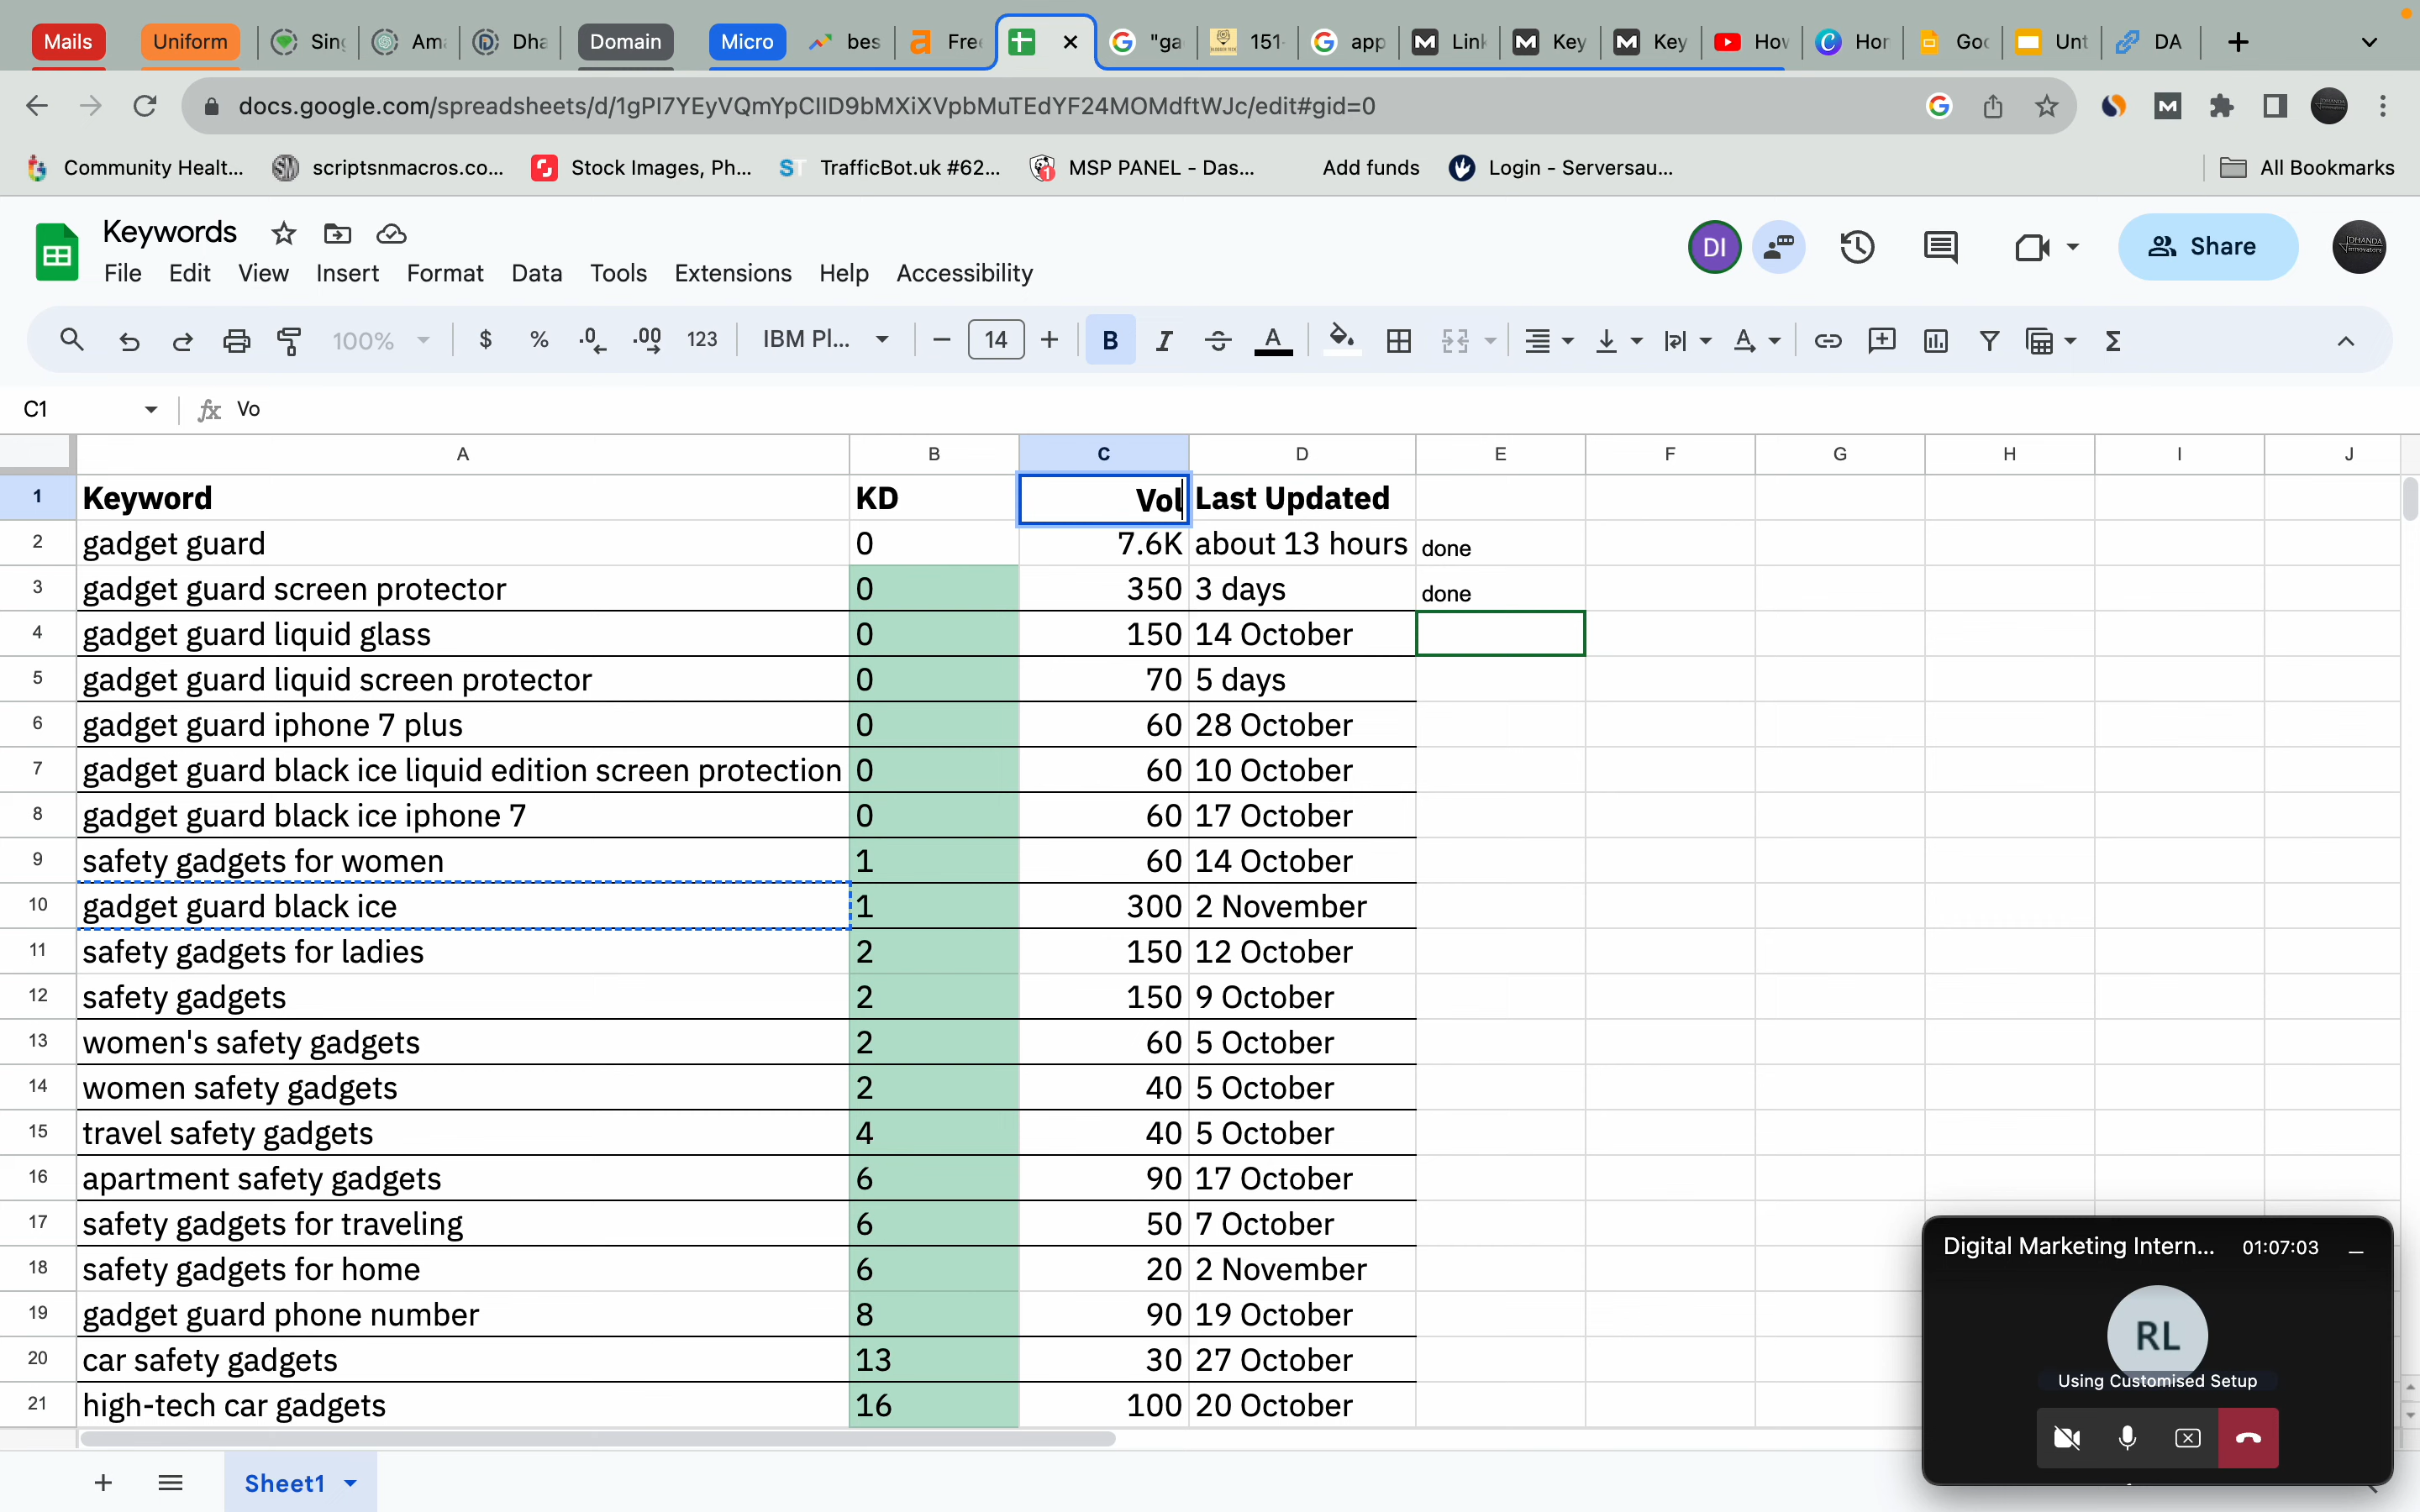 Mails Uniform Sin Ama Dha Domain Micro bes Free "ga 151- app Link Key Key Hov Hor Goo Unt DA
docs.google.com/spreadsheets/d/1gPI7YEyVQmYpCIID9bMXiXVpbMuTEdYF24MOMdftWJc/edit#gid=0
Community Healt... scriptsnmacros.co... Stock Images, Ph... TrafficBot.uk #62... MSP PANEL - Das... Add funds Login - Serversau... All Bookmarks
Keywords
File Edit View Insert Format Data Tools Extensions Help Accessibility
DI Share
100% $ % .0 .00 123 IBM Pl... 14 B I A
C1 fx Vo
A B C D E F G H I J
1 Keyword KD Vol Last Updated
2 gadget guard 0 7.6K about 13 hours done
3 gadget guard screen protector 0 350 3 days done
4 gadget guard liquid glass 0 150 14 October
5 gadget guard liquid screen protector 0 70 5 days
6 gadget guard iphone 7 plus 0 60 28 October
7 gadget guard black ice liquid edition screen protection 0 60 10 October
8 gadget guard black ice iphone 7 0 60 17 October
9 safety gadgets for women 1 60 14 October
10 gadget guard black ice 1 300 2 November
11 safety gadgets for ladies 2 150 12 October
12 safety gadgets 2 150 9 October
13 women's safety gadgets 2 60 5 October
14 women safety gadgets 2 40 5 October
15 travel safety gadgets 4 40 5 October
16 apartment safety gadgets 6 90 17 October
17 safety gadgets for traveling 6 50 7 October
18 safety gadgets for home 6 20 2 November
19 gadget guard phone number 8 90 19 October
20 car safety gadgets 13 30 27 October
21 high-tech car gadgets 16 100 20 October
Digital Marketing Intern... 01:07:03
RL
Using Customised Setup
Sheet1